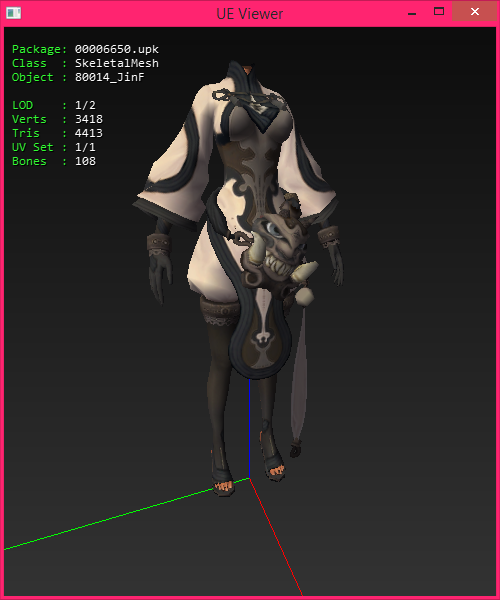 UE Viewer
Package: 00006650.upk
Class  : SkeletalMesh
Object : 80014_JinF
LOD    : 1/2
Verts  : 3418
Tris   : 4413
UV Set : 1/1
Bones  : 108